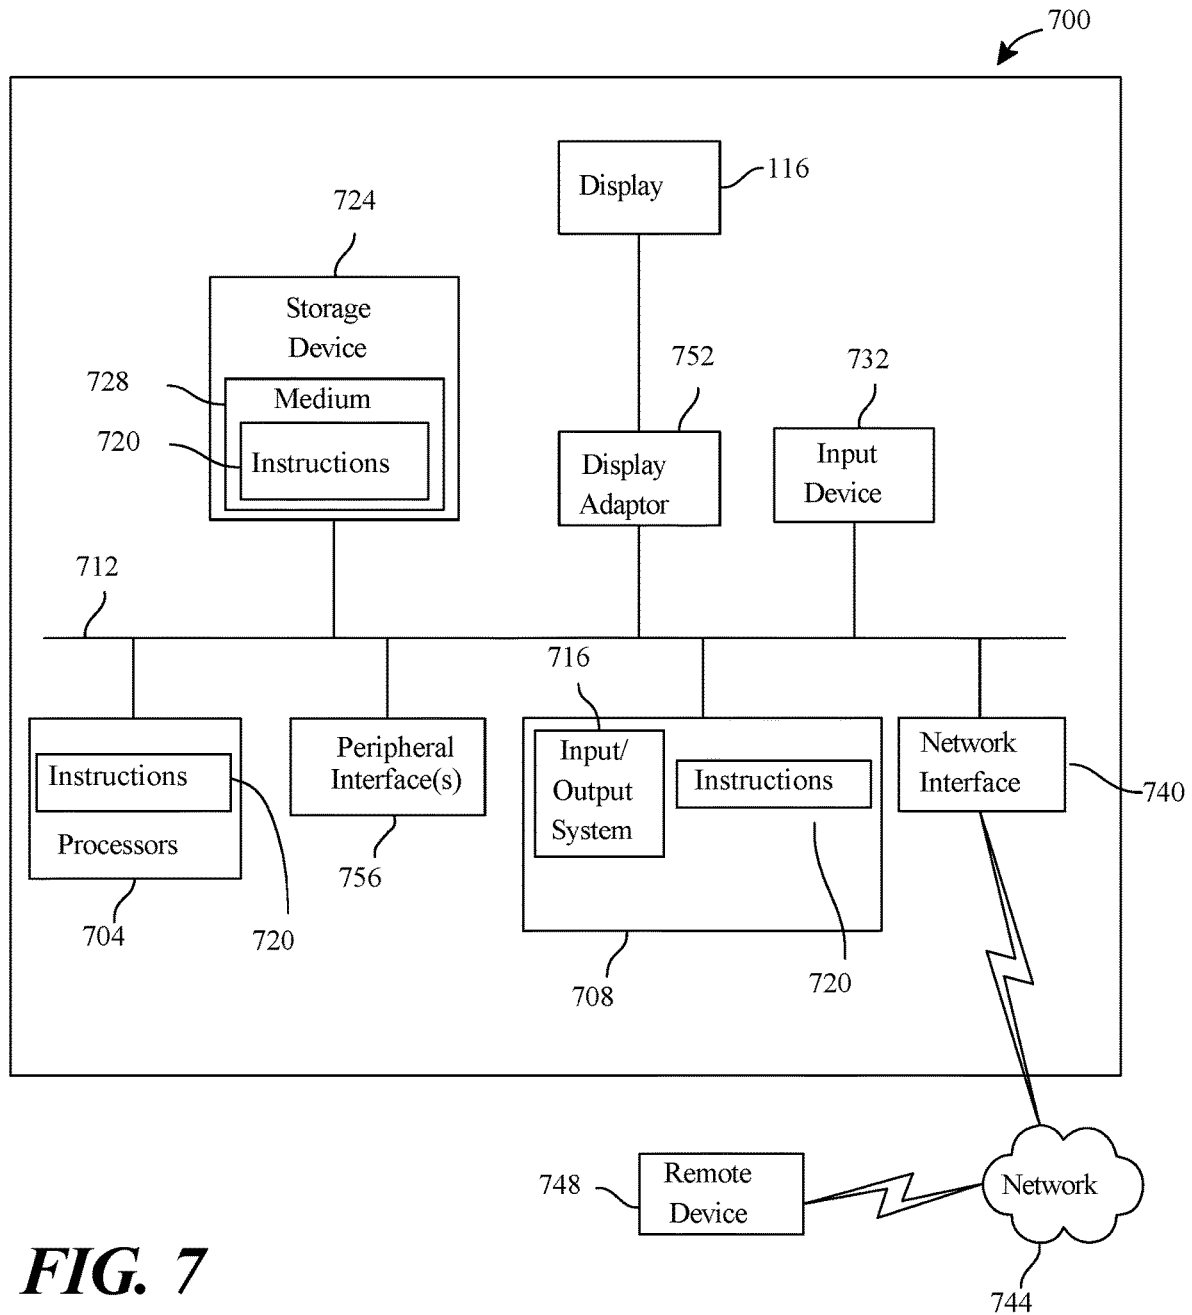 700
Display
116
724
Storage
Device
728
Medium
720
Instructions
752
Display
Adaptor
732
Input
Device
712
716
Instructions
Processors
704
720
Peripheral
Interface(s)
756
Input/
Output
System
Instructions
708
720
Network
Interface
740
748
Remote
Device
Network
744
FIG. 7